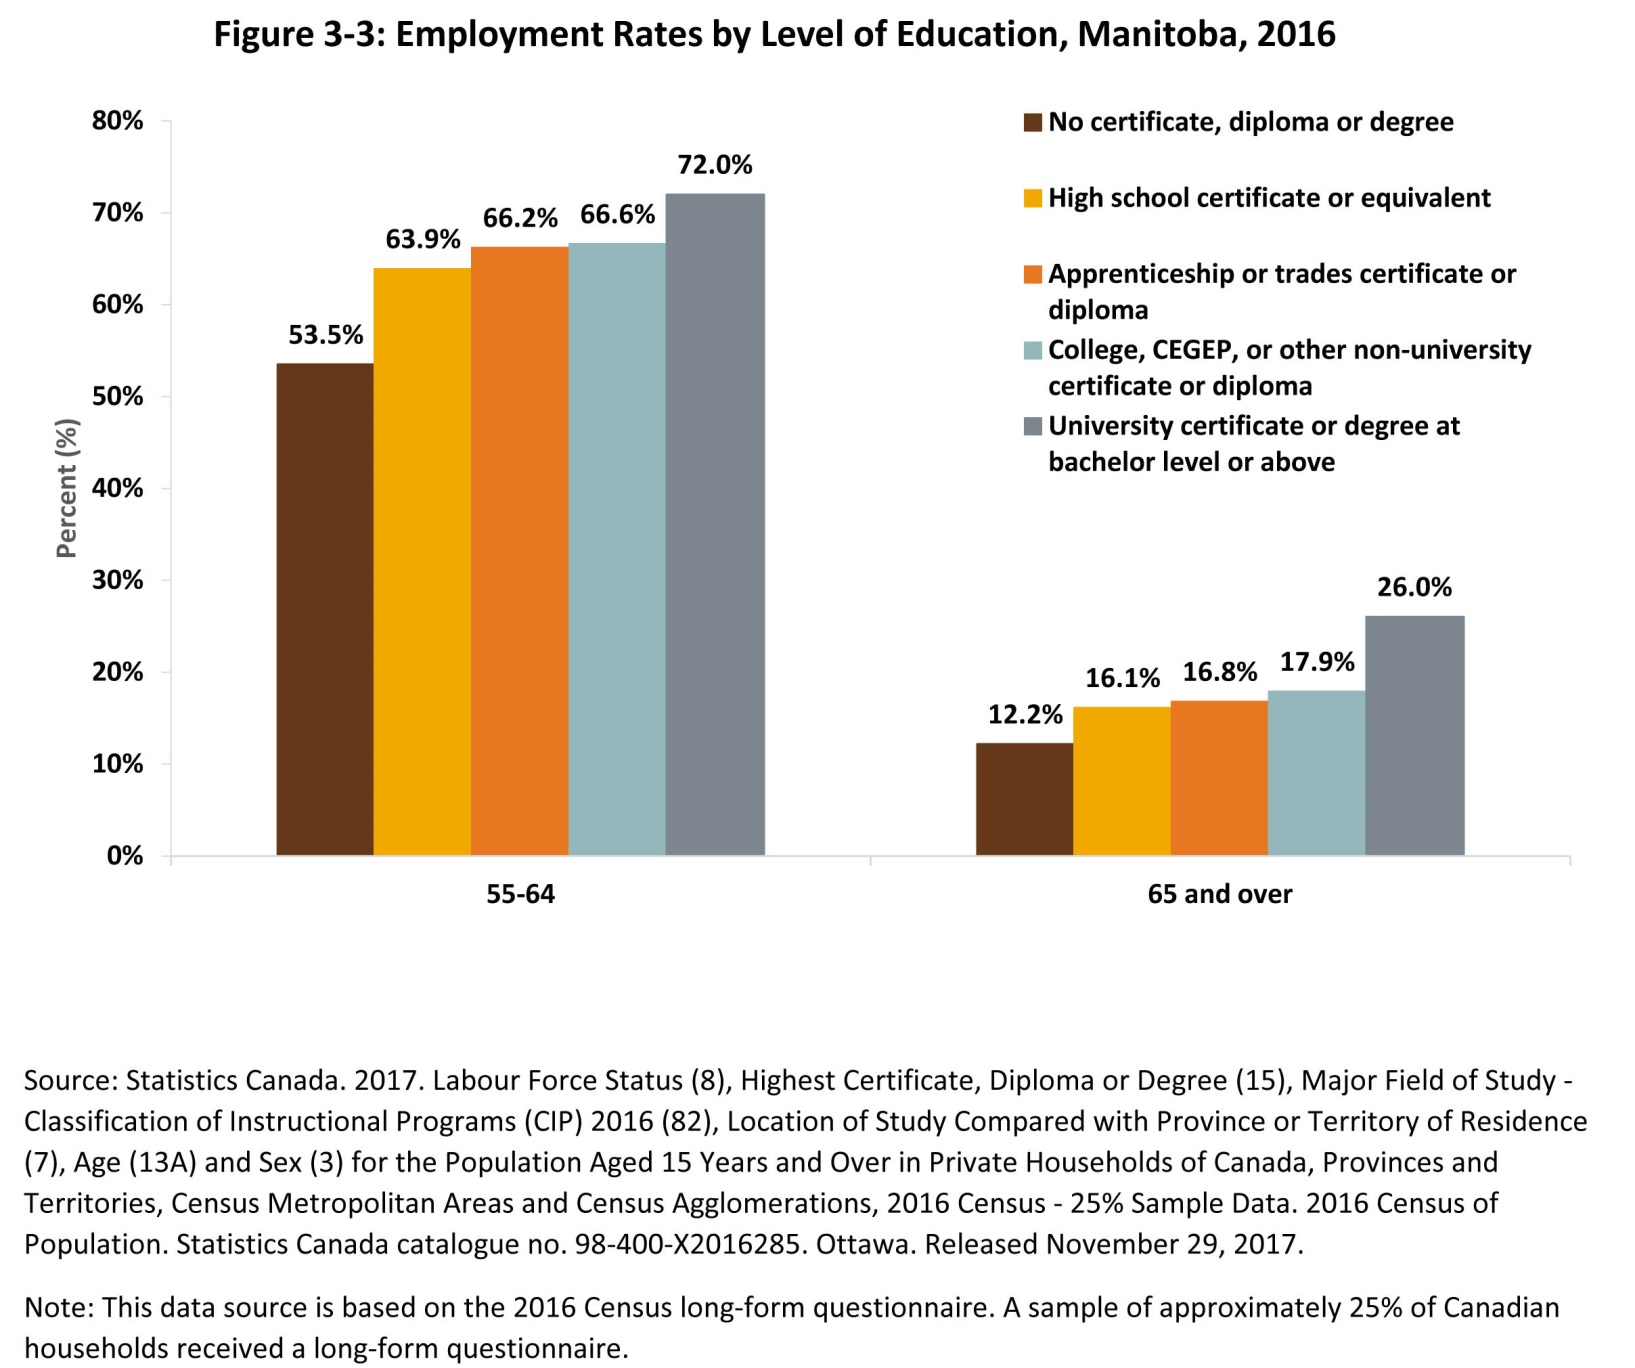 Figure 3-3: Employment Rates by Level of Education, Manitoba, 2016
Percent (%)
80%
70%
60%
50%
40%
30%
20%
10%
0%
53.5%
63.9%
66.2%
66.6%
72.0%
12.2%
16.1%
16.8%
17.9%
26.0%
55-64
65 and over
No certificate, diploma or degree
High school certificate or equivalent
Apprenticeship or trades certificate or
diploma
College, CEGEP, or other non-university
certificate or diploma
University certificate or degree at
bachelor level or above
Source: Statistics Canada. 2017. Labour Force Status (8), Highest Certificate, Diploma or Degree (15), Major Field of Study -
Classification of Instructional Programs (CIP) 2016 (82), Location of Study Compared with Province or Territory of Residence
(7), Age (13A) and Sex (3) for the Population Aged 15 Years and Over in Private Households of Canada, Provinces and
Territories, Census Metropolitan Areas and Census Agglomerations, 2016 Census - 25% Sample Data. 2016 Census of
Population. Statistics Canada catalogue no. 98-400-X2016285. Ottawa. Released November 29, 2017.
Note: This data source is based on the 2016 Census long-form questionnaire. A sample of approximately 25% of Canadian
households received a long-form questionnaire.